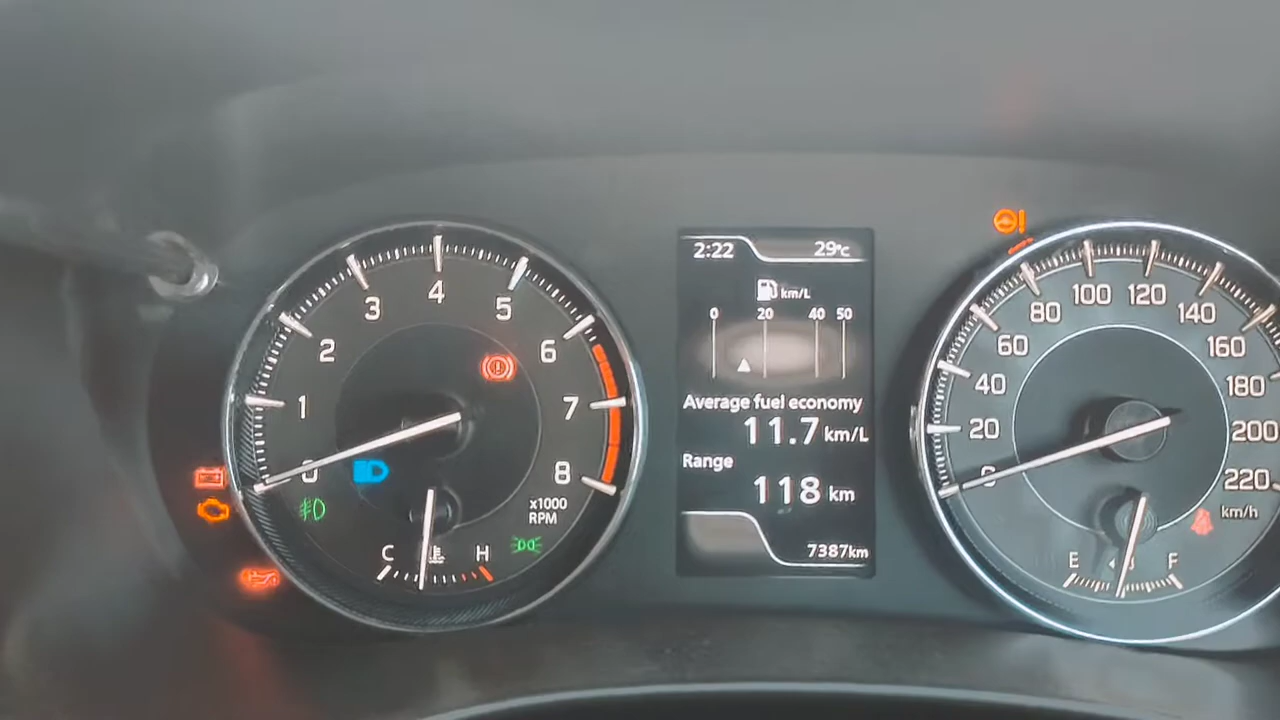 0
1
2
3
4
5
6
7
8
x1000
RPM
C
H
2:22 29°C
km/L
0 20 40 50
Average fuel economy
11.7 km/L
Range
118 km
7387km
0
20
40
60
80
100
120
140
160
180
200
220
km/h
E
F